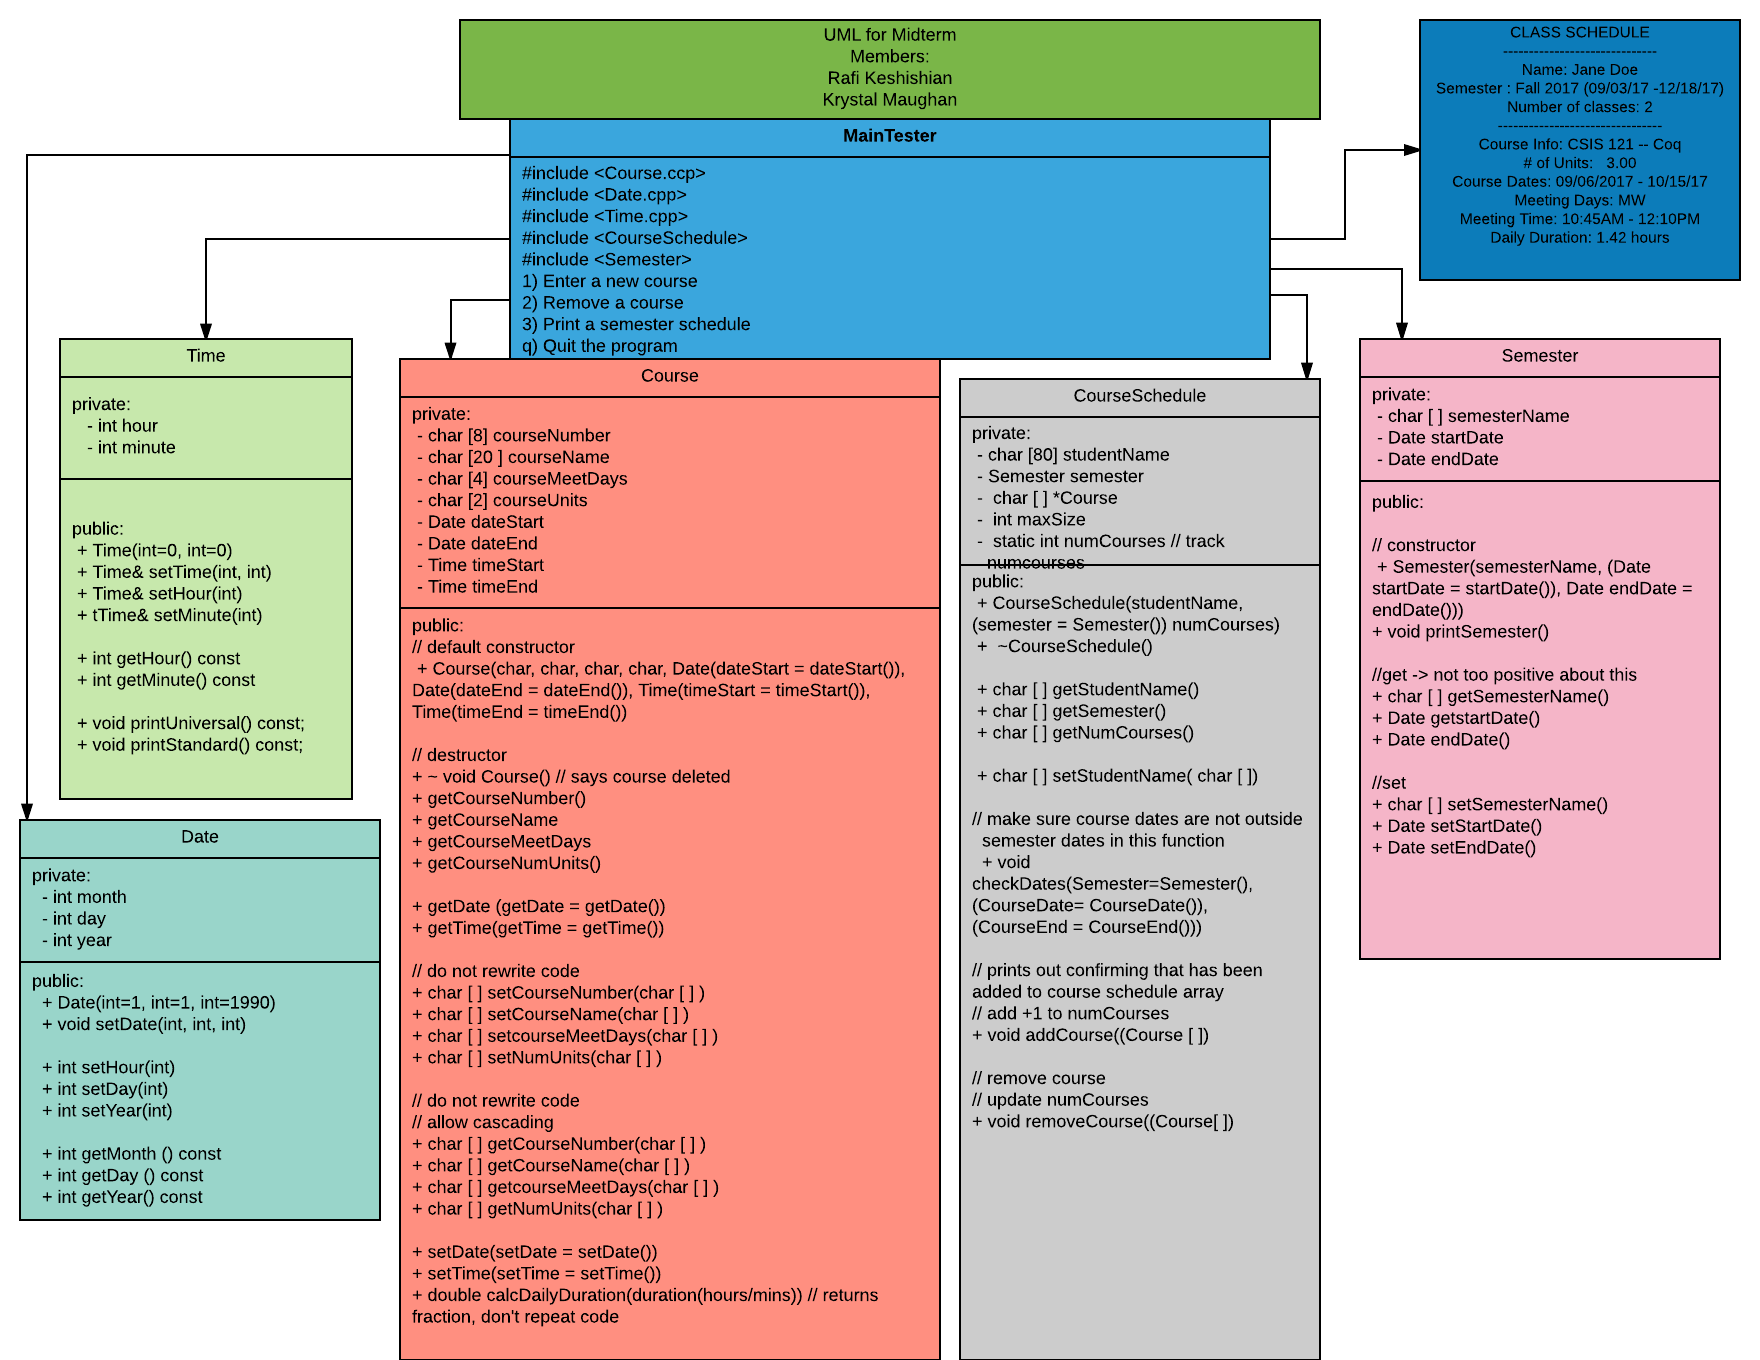 UML for Midterm
Members:
Rafi Keshishian
Krystal Maughan
MainTester
#include <Course.ccp>
#include <Date.cpp>
#include <Time.cpp>
#include <CourseSchedule>
#include <Semester>
1) Enter a new course
2) Remove a course
3) Print a semester schedule
q) Quit the program
CLASS SCHEDULE
------------------------------
Name: Jane Doe
Semester : Fall 2017 (09/03/17 -12/18/17)
Number of classes: 2
--------------------------------
Course Info: CSIS 121 -- Coq
# of Units:   3.00
Course Dates: 09/06/2017 - 10/15/17
Meeting Days: MW
Meeting Time: 10:45AM - 12:10PM
Daily Duration: 1.42 hours
Time
private:
- int hour
- int minute
public:
+ Time(int=0, int=0)
+ Time& setTime(int, int)
+ Time& setHour(int)
+ tTime& setMinute(int)
+ int getHour() const
+ int getMinute() const
+ void printUniversal() const;
+ void printStandard() const;
Date
private:
- int month
- int day
- int year
public:
+ Date(int=1, int=1, int=1990)
+ void setDate(int, int, int)
+ int setHour(int)
+ int setDay(int)
+ int setYear(int)
+ int getMonth () const
+ int getDay () const
+ int getYear() const
Course
private:
- char [8] courseNumber
- char [20 ] courseName
- char [4] courseMeetDays
- char [2] courseUnits
- Date dateStart
- Date dateEnd
- Time timeStart
- Time timeEnd
public:
// default constructor
+ Course(char, char, char, char, Date(dateStart = dateStart()),
Date(dateEnd = dateEnd()), Time(timeStart = timeStart()),
Time(timeEnd = timeEnd())
// destructor
+ ~ void Course() // says course deleted
+ getCourseNumber()
+ getCourseName
+ getCourseMeetDays
+ getCourseNumUnits()
+ getDate (getDate = getDate())
+ getTime(getTime = getTime())
// do not rewrite code
+ char [ ] setCourseNumber(char [ ] )
+ char [ ] setCourseName(char [ ] )
+ char [ ] setcourseMeetDays(char [ ] )
+ char [ ] setNumUnits(char [ ] )
// do not rewrite code
// allow cascading
+ char [ ] getCourseNumber(char [ ] )
+ char [ ] getCourseName(char [ ] )
+ char [ ] getcourseMeetDays(char [ ] )
+ char [ ] getNumUnits(char [ ] )
+ setDate(setDate = setDate())
+ setTime(setTime = setTime())
+ double calcDailyDuration(duration(hours/mins)) // returns
fraction, don't repeat code
CourseSchedule
private:
- char [80] studentName
- Semester semester
-  char [ ] *Course
-  int maxSize
-  static int numCourses // track
numcourses
public:
+ CourseSchedule(studentName,
(semester = Semester()) numCourses)
+  ~CourseSchedule()
+ char [ ] getStudentName()
+ char [ ] getSemester()
+ char [ ] getNumCourses()
+ char [ ] setStudentName( char [ ])
// make sure course dates are not outside
semester dates in this function
+ void
checkDates(Semester=Semester(),
(CourseDate= CourseDate()),
(CourseEnd = CourseEnd()))
// prints out confirming that has been
added to course schedule array
// add +1 to numCourses
+ void addCourse((Course [ ])
// remove course
// update numCourses
+ void removeCourse((Course[ ])
Semester
private:
- char [ ] semesterName
- Date startDate
- Date endDate
public:
// constructor
+ Semester(semesterName, (Date
startDate = startDate()), Date endDate =
endDate()))
+ void printSemester()
//get -> not too positive about this
+ char [ ] getSemesterName()
+ Date getstartDate()
+ Date endDate()
//set
+ char [ ] setSemesterName()
+ Date setStartDate()
+ Date setEndDate()